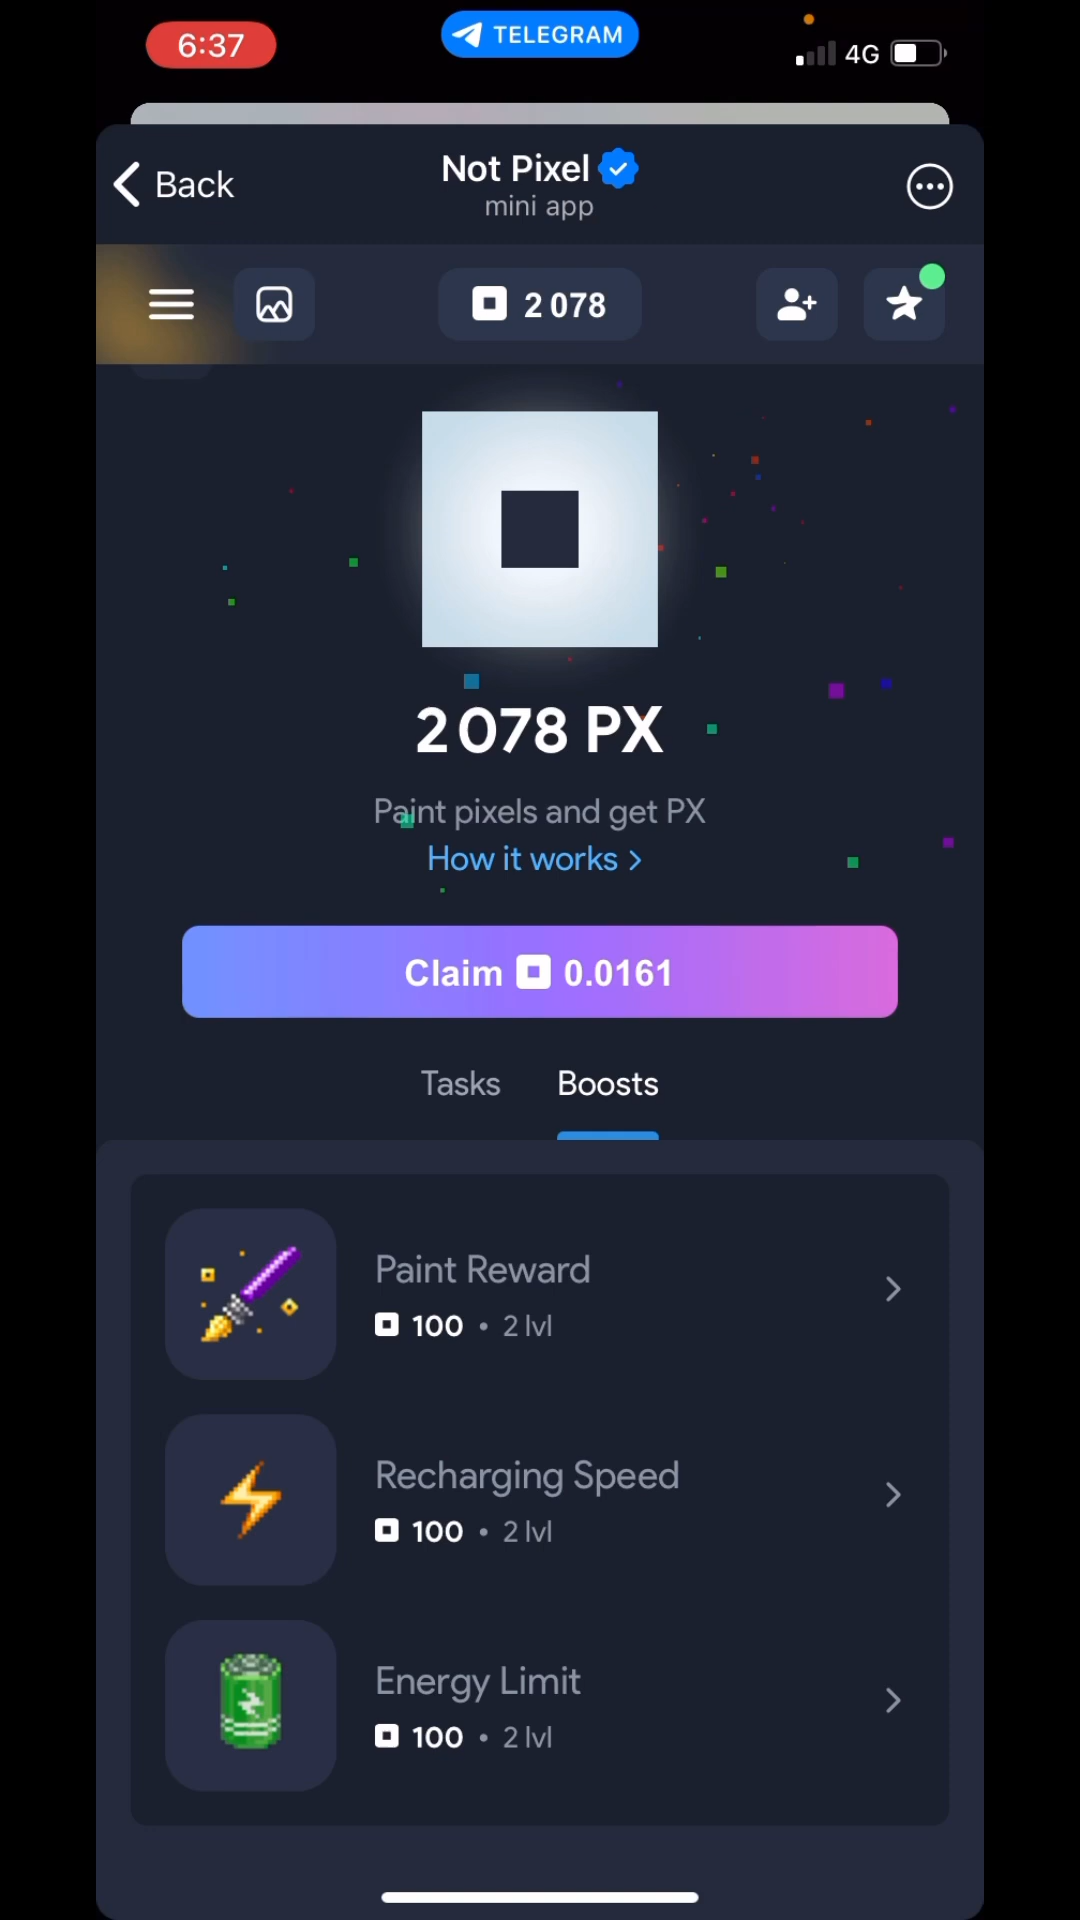 6:37
TELEGRAM
4G
Back
Not Pixel
mini app
2 078
2 078 PX
Paint pixels and get PX
How it works >
Claim 0.0161
Tasks
Boosts
Paint Reward
100 • 2 lvl
Recharging Speed
100 • 2 lvl
Energy Limit
100 • 2 lvl